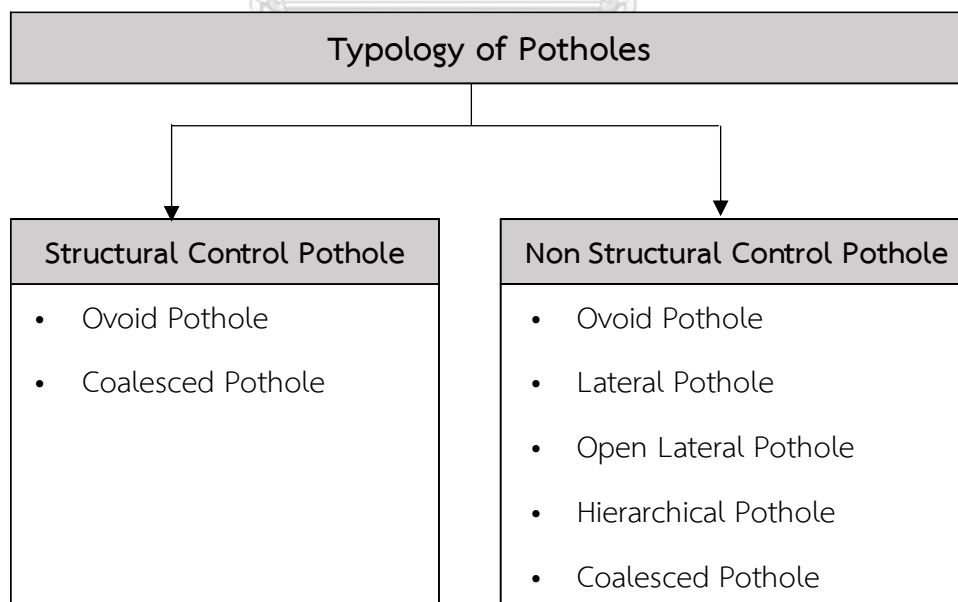 Typology of Potholes
Structural Control Pothole
• Ovoid Pothole
• Coalesced Pothole
Non Structural Control Pothole
• Ovoid Pothole
• Lateral Pothole
• Open Lateral Pothole
• Hierarchical Pothole
• Coalesced Pothole